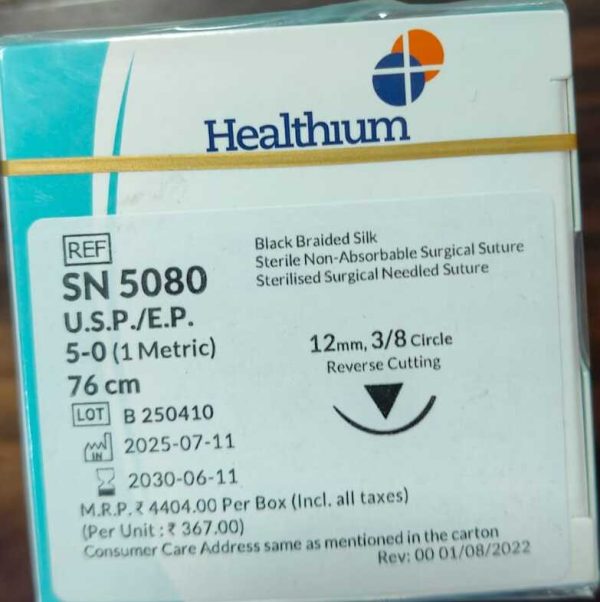 Healthium
REF
SN 5080
U.S.P./E.P.
5-0 (1 Metric)
76 cm
LOT B 250410
IN 2025-07-11
2030-06-11
Black Braided Silk
Sterile Non-Absorbable Surgical Suture
Sterilised Surgical Needled Suture
12mm, 3/8 Circle
Reverse Cutting
M.R.P. ₹ 4404.00 Per Box (Incl. all taxes)
(Per Unit : ₹ 367.00)
Consumer Care Address same as mentioned in the carton
Rev: 00 01/08/2022